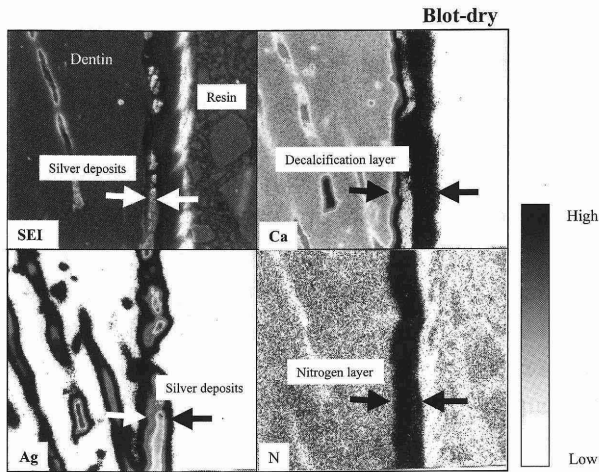 Blot-dry
Dentin
Resin
Silver deposits
SEI
Decalcification layer
Ca
High
Silver deposits
Ag
Nitrogen layer
N
Low